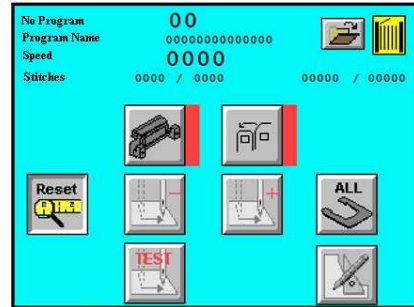 No Program 00
Program Name 00000000000000
Speed 0000
Stitches 0000 / 0000 00000 / 00000
Reset
ALL
− +
TEST